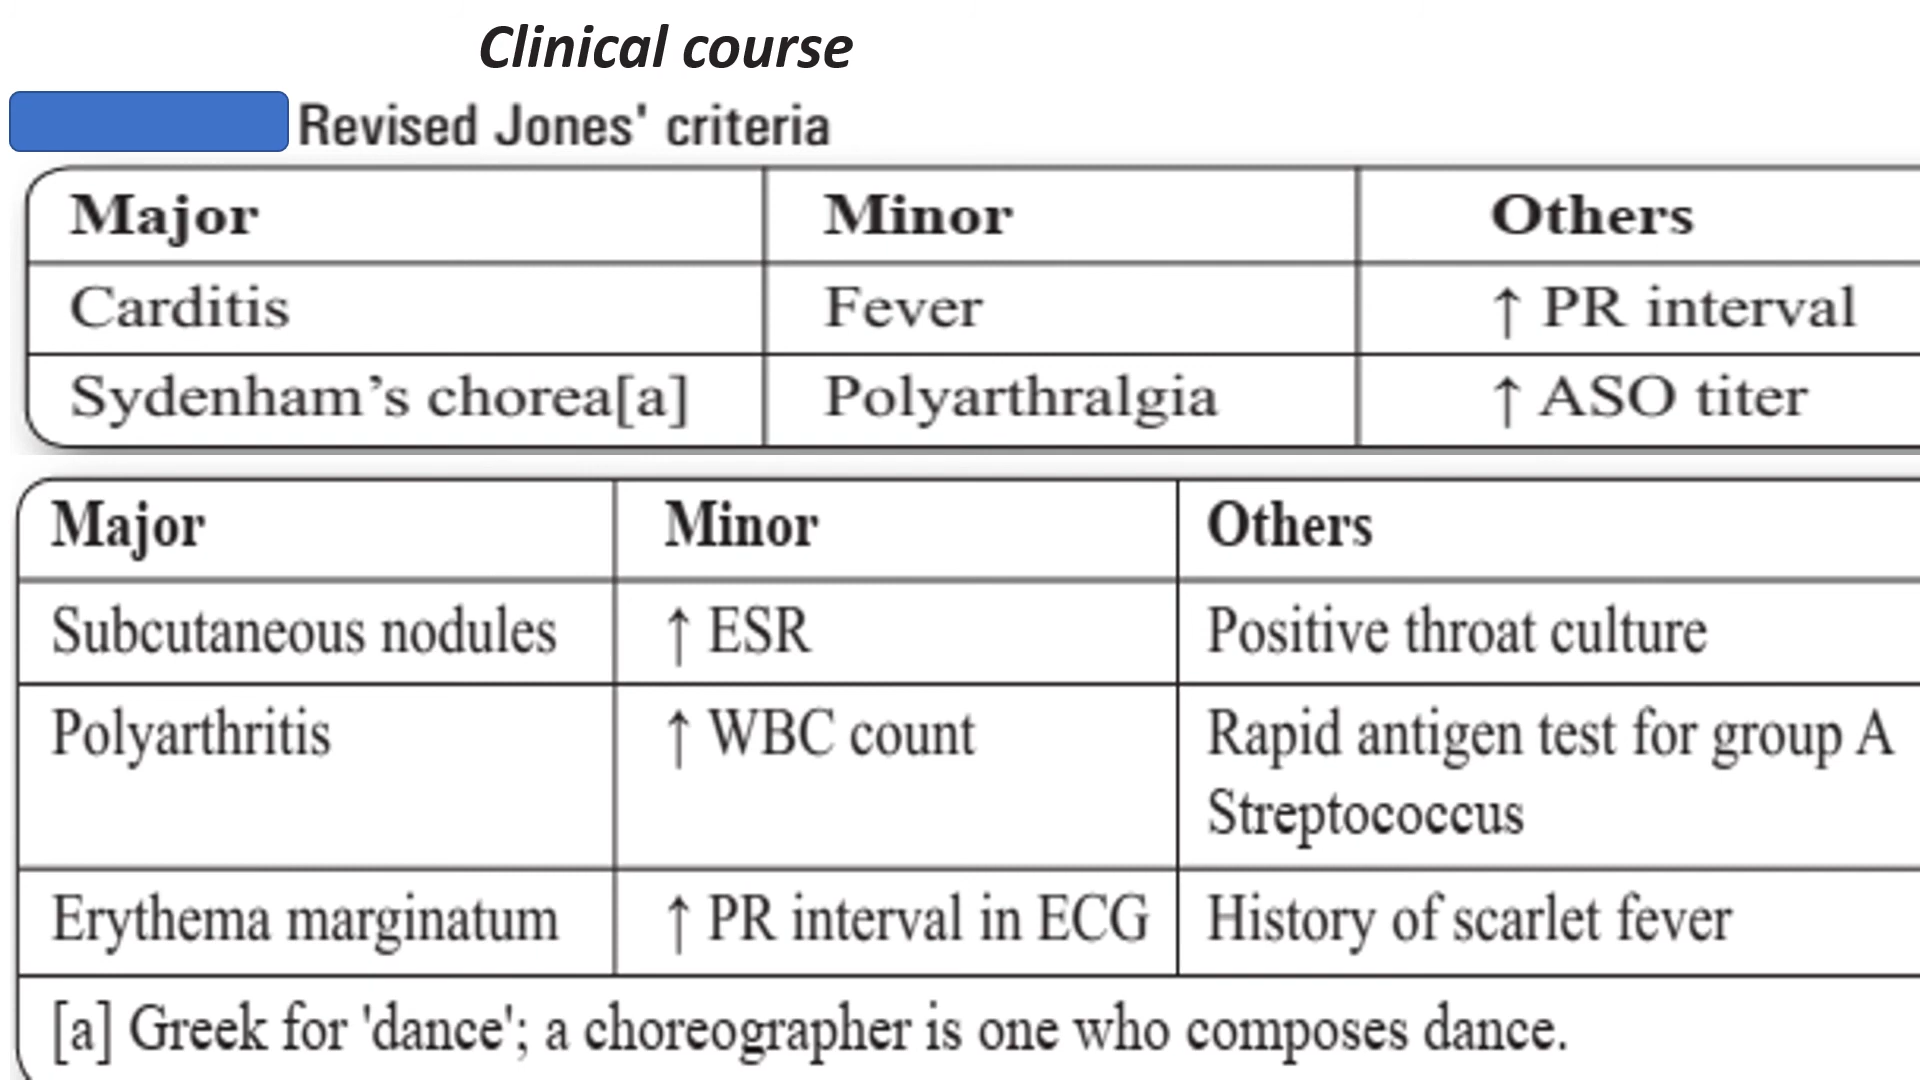 Clinical course
Revised Jones' criteria
Major Minor Others
Carditis Fever ↑ PR interval
Sydenham’s chorea[a] Polyarthralgia ↑ ASO titer
Major Minor Others
Subcutaneous nodules ↑ ESR Positive throat culture
Polyarthritis ↑ WBC count Rapid antigen test for group A
Streptococcus
Erythema marginatum ↑ PR interval in ECG History of scarlet fever
[a] Greek for 'dance'; a choreographer is one who composes dance.